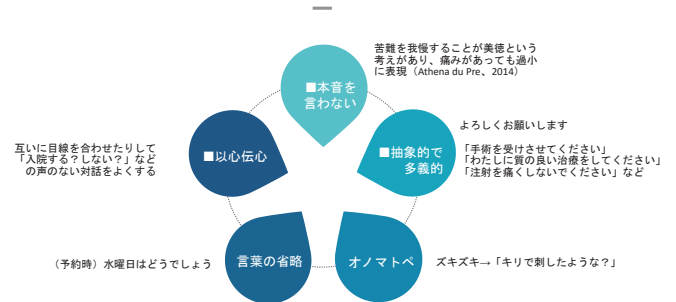 ■本音を
言わない
苦難を我慢することが美徳という
考えがあり、痛みがあっても過小
に表現（Athena du Pre、2014）
■抽象的で
多義的
よろしくお願いします
「手術を受けさせてください」
「わたしに質の良い治療をしてください」
「注射を痛くしないでください」など
オノマトペ
ズキズキ→「キリで刺したような？」
言葉の省略
（予約時）水曜日はどうでしょう
■以心伝心
互いに目線を合わせたりして
「入院する？しない？」など
の声のない対話をよくする